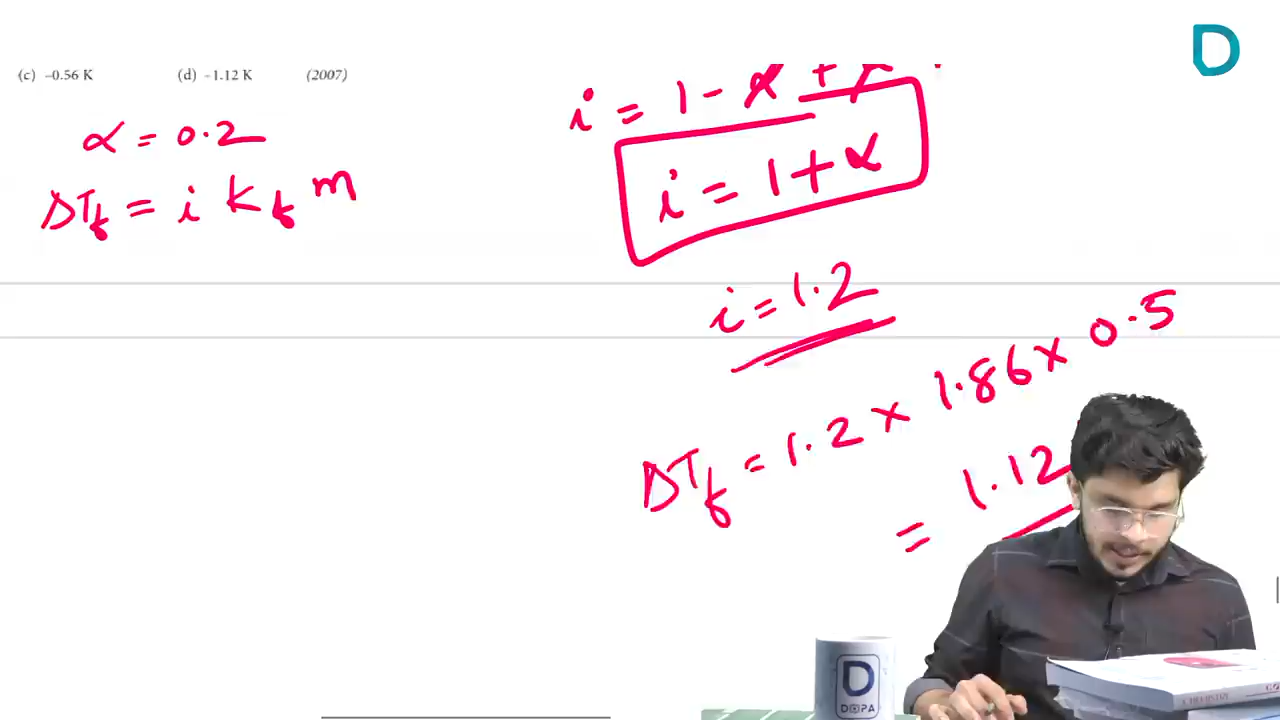 D
(c) –0.56 K (d) –1.12 K (2007)
i = 1 - α + α
α = 0.2
i = 1 + α
ΔTf = i Kf m
i = 1.2
ΔTf = 1.2 × 1.86 × 0.5
= 1.12
D
DOPA
CHEMISTRY